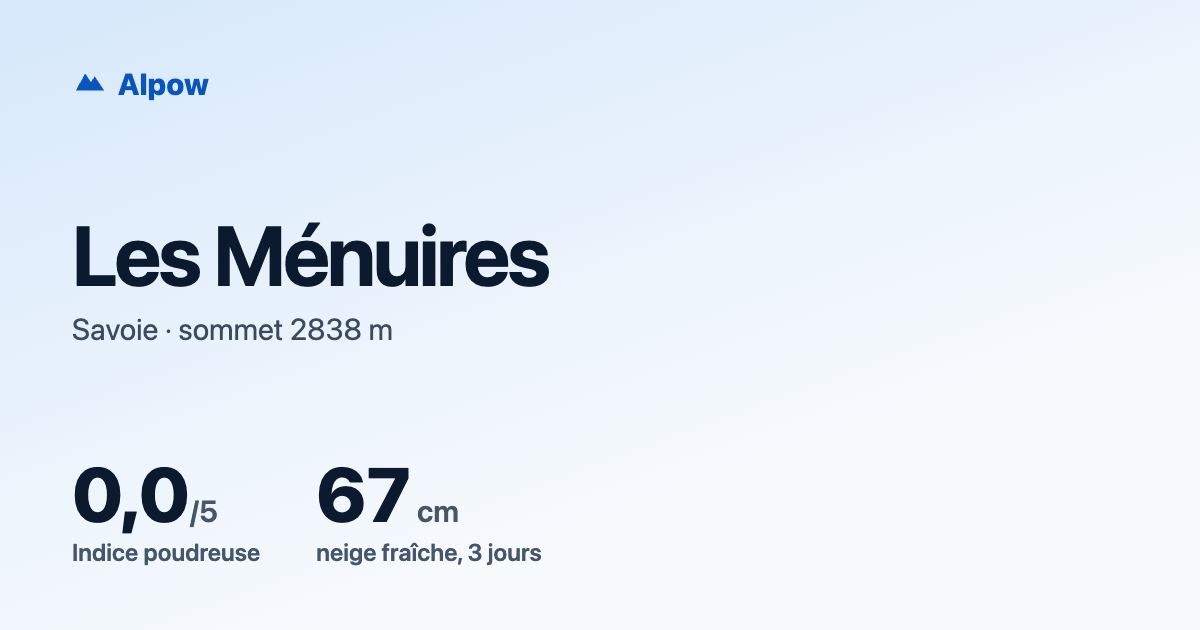 Alpow
Les Ménuires
Savoie · sommet 2838 m
0,0/5
Indice poudreuse
67 cm
neige fraîche, 3 jours